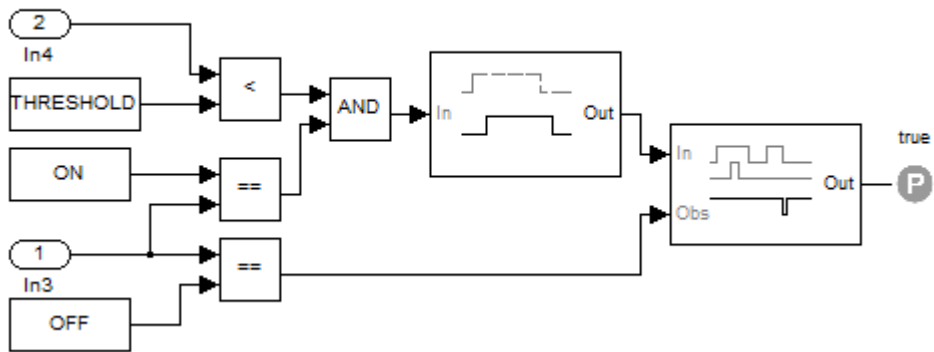 2
In4
THRESHOLD
<
AND
In
Out
true
In
Out
P
Obs
ON
==
1
In3
==
OFF